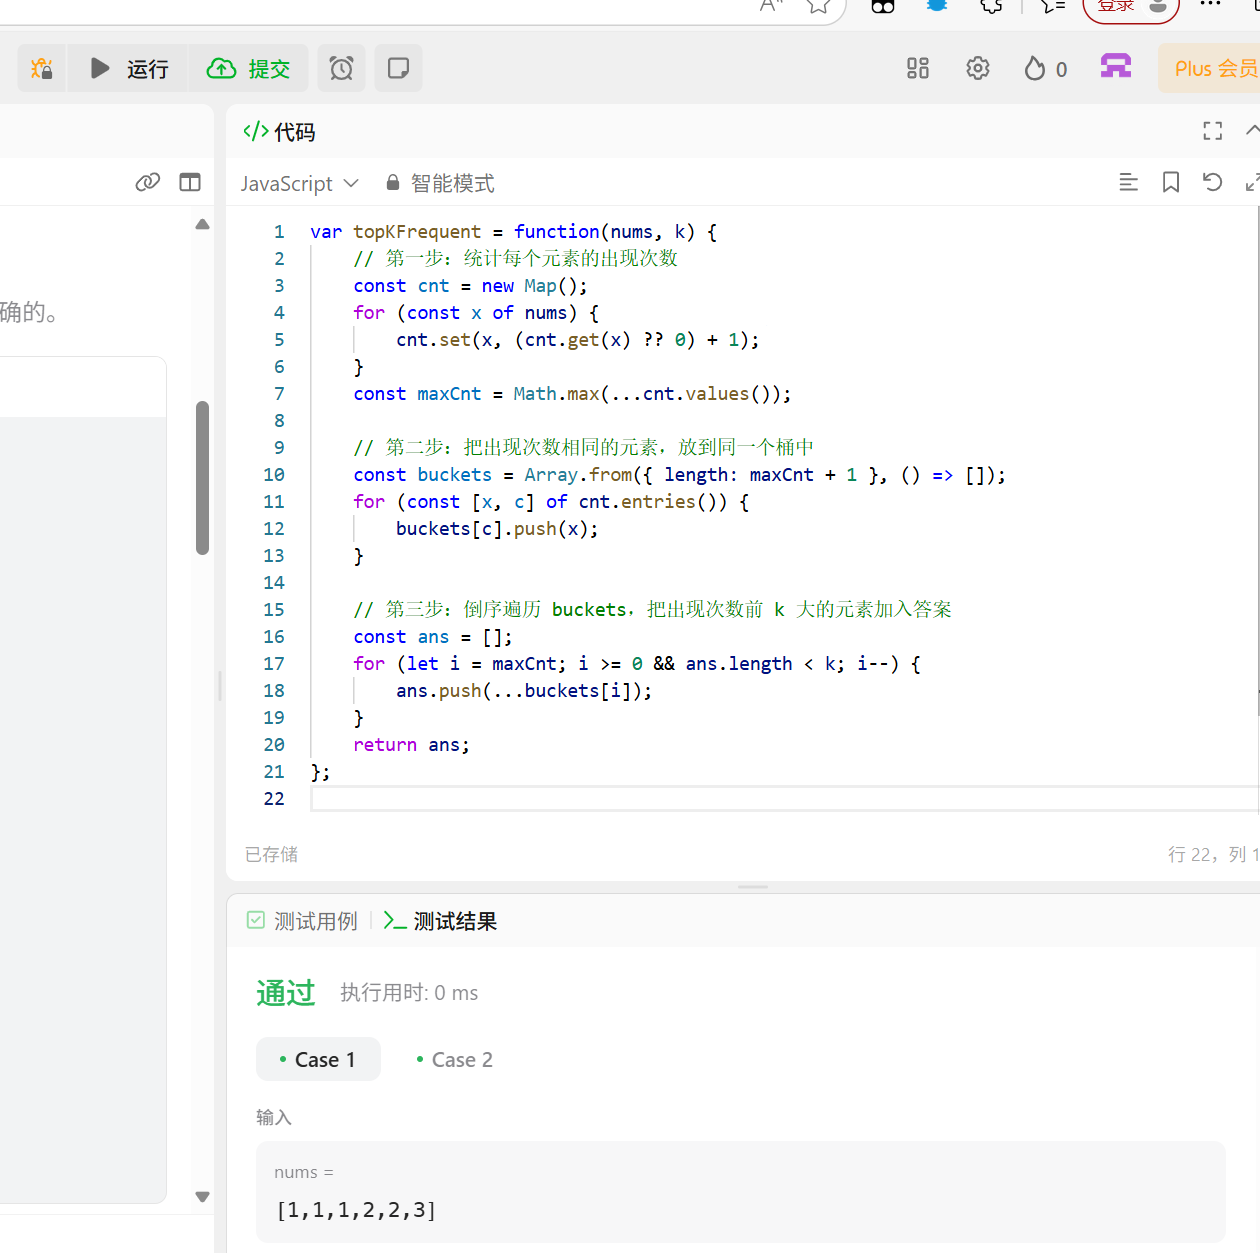 登录
运行
提交
0
Plus 会员
代码
JavaScript
智能模式
确的。
1 var topKFrequent = function(nums, k) {
2     // 第一步：统计每个元素的出现次数
3     const cnt = new Map();
4     for (const x of nums) {
5         cnt.set(x, (cnt.get(x) ?? 0) + 1);
6     }
7     const maxCnt = Math.max(...cnt.values());
8
9     // 第二步：把出现次数相同的元素，放到同一个桶中
10     const buckets = Array.from({ length: maxCnt + 1 }, () => []);
11     for (const [x, c] of cnt.entries()) {
12         buckets[c].push(x);
13     }
14
15     // 第三步：倒序遍历 buckets，把出现次数前 k 大的元素加入答案
16     const ans = [];
17     for (let i = maxCnt; i >= 0 && ans.length < k; i--) {
18         ans.push(...buckets[i]);
19     }
20     return ans;
21 };
22
已存储
行 22，列 1
测试用例
测试结果
通过
执行用时: 0 ms
Case 1
Case 2
输入
nums =
[1,1,1,2,2,3]